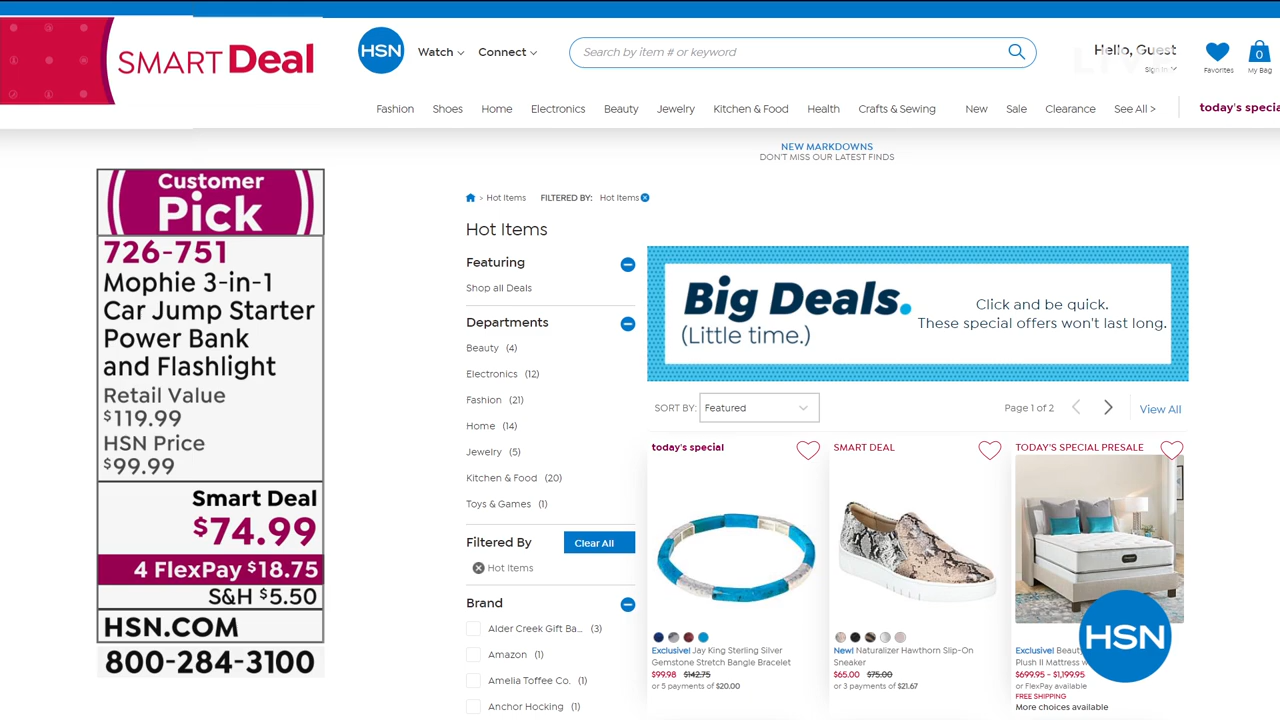 SMART Deal
HSN
Watch
Connect
Search by item # or keyword
Hello, Guest
Sign In
Favorites
0
My Bag
Fashion
Shoes
Home
Electronics
Beauty
Jewelry
Kitchen & Food
Health
Crafts & Sewing
New
Sale
Clearance
See All >
today's specia
NEW MARKDOWNS
DON'T MISS OUR LATEST FINDS
Customer
Pick
726-751
Mophie 3-in-1
Car Jump Starter
Power Bank
and Flashlight
Retail Value
$119.99
HSN Price
$99.99
Smart Deal
$74.99
4 FlexPay $18.75
S&H $5.50
HSN.COM
800-284-3100
> Hot Items FILTERED BY: Hot Items
Hot Items
Featuring
Shop all Deals
Departments
Beauty (4)
Electronics (12)
Fashion (21)
Home (14)
Jewelry (5)
Kitchen & Food (20)
Toys & Games (1)
Filtered By
Clear All
Hot Items
Brand
Alder Creek Gift Ba... (3)
Amazon (1)
Amelia Toffee Co. (1)
Anchor Hocking (1)
Big Deals.
(Little time.)
Click and be quick.
These special offers won't last long.
SORT BY: Featured
Page 1 of 2
View All
today's special
Exclusive! Jay King Sterling Silver
Gemstone Stretch Bangle Bracelet
$99.98 $142.75
or 5 payments of $20.00
SMART DEAL
New! Naturalizer Hawthorn Slip-On
Sneaker
$65.00 $75.00
or 3 payments of $21.67
TODAY'S SPECIAL PRESALE
Exclusive! Beau
Plush II Mattress w
$699.95 - $1,199.95
or FlexPay available
FREE SHIPPING
More choices available
HSN